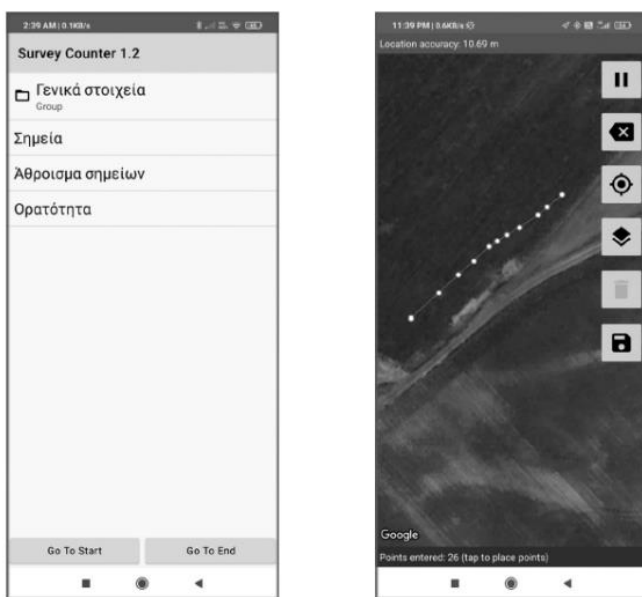 2:39 AM | 0.1KB/s
Survey Counter 1.2
Γενικά στοιχεία
Group
Σημεία
Άθροισμα σημείων
Ορατότητα
Go To Start
Go To End
11:39 PM | 0.6KB/s
Location accuracy: 10.69 m
Google
Points entered: 26 (tap to place points)